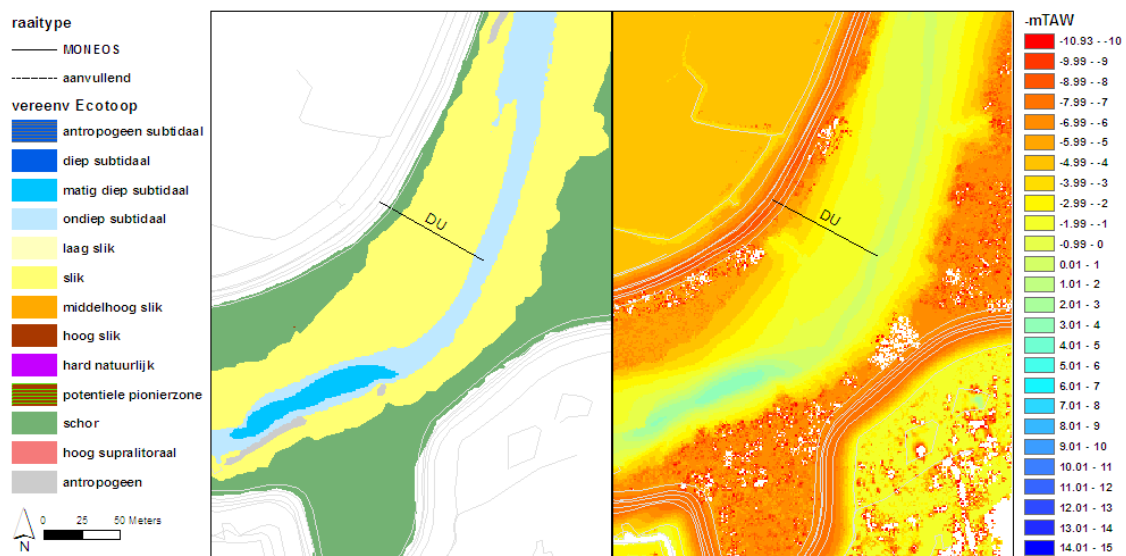 raaitype
MONEOS
aanvullend
vereenv Ecotoop
antropogeen subtidaal
diep subtidaal
matig diep subtidaal
ondiep subtidaal
laag slik
slik
middelhoog slik
hoog slik
hard natuurlijk
potentiele pionierzone
schor
hoog supralitoraal
antropogeen
0 25 50 Meters
N
DU
DU
-mTAW
-10.93 - -10
-9.99 - -9
-8.99 - -8
-7.99 - -7
-6.99 - -6
-5.99 - -5
-4.99 - -4
-3.99 - -3
-2.99 - -2
-1.99 - -1
-0.99 - 0
0.01 - 1
1.01 - 2
2.01 - 3
3.01 - 4
4.01 - 5
5.01 - 6
6.01 - 7
7.01 - 8
8.01 - 9
9.01 - 10
10.01 - 11
11.01 - 12
12.01 - 13
13.01 - 14
14.01 - 15